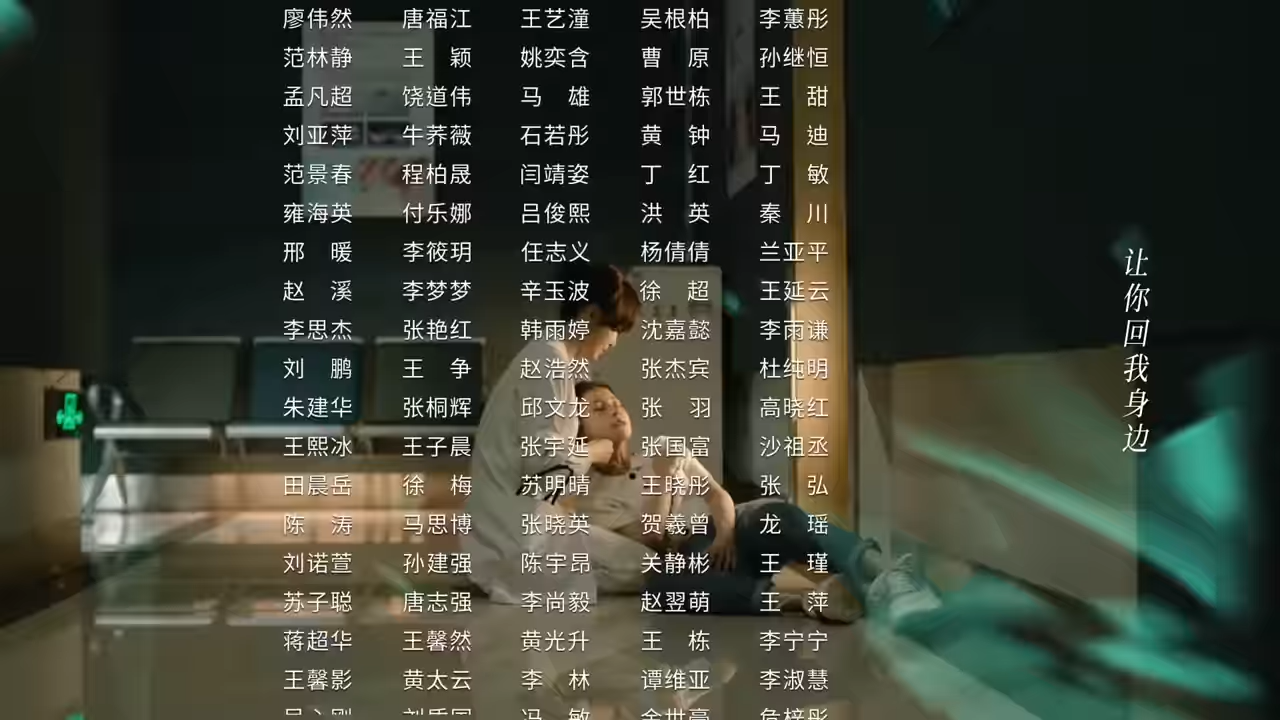 廖伟然 唐福江 王艺潼 吴根柏 李蕙彤
范林静 王颖 姚奕含 曹原 孙继恒
孟凡超 饶道伟 马雄 郭世栋 王甜
刘亚萍 牛荞薇 石若彤 黄钟 马迪
范景春 程柏晟 闫靖姿 丁红 丁敏
雍海英 付乐娜 吕俊熙 洪英 秦川
邢暖 李筱玥 任志义 杨倩倩 兰亚平
赵溪 李梦梦 辛玉波 徐超 王延云
李思杰 张艳红 韩雨婷 沈嘉懿 李雨谦
刘鹏 王争 赵浩然 张杰宾 杜纯明
朱建华 张桐辉 邱文龙 张羽 高晓红
王熙冰 王子晨 张宇延 张国富 沙祖丞
田晨岳 徐梅 苏明晴 王晓彤 张弘
陈涛 马思博 张晓英 贺羲曾 龙瑶
刘诺萱 孙建强 陈宇昂 关静彬 王瑾
苏子聪 唐志强 李尚毅 赵翌萌 王萍
蒋超华 王馨然 黄光升 王栋 李宁宁
王馨影 黄太云 李林 谭维亚 李淑慧
让你回我身边